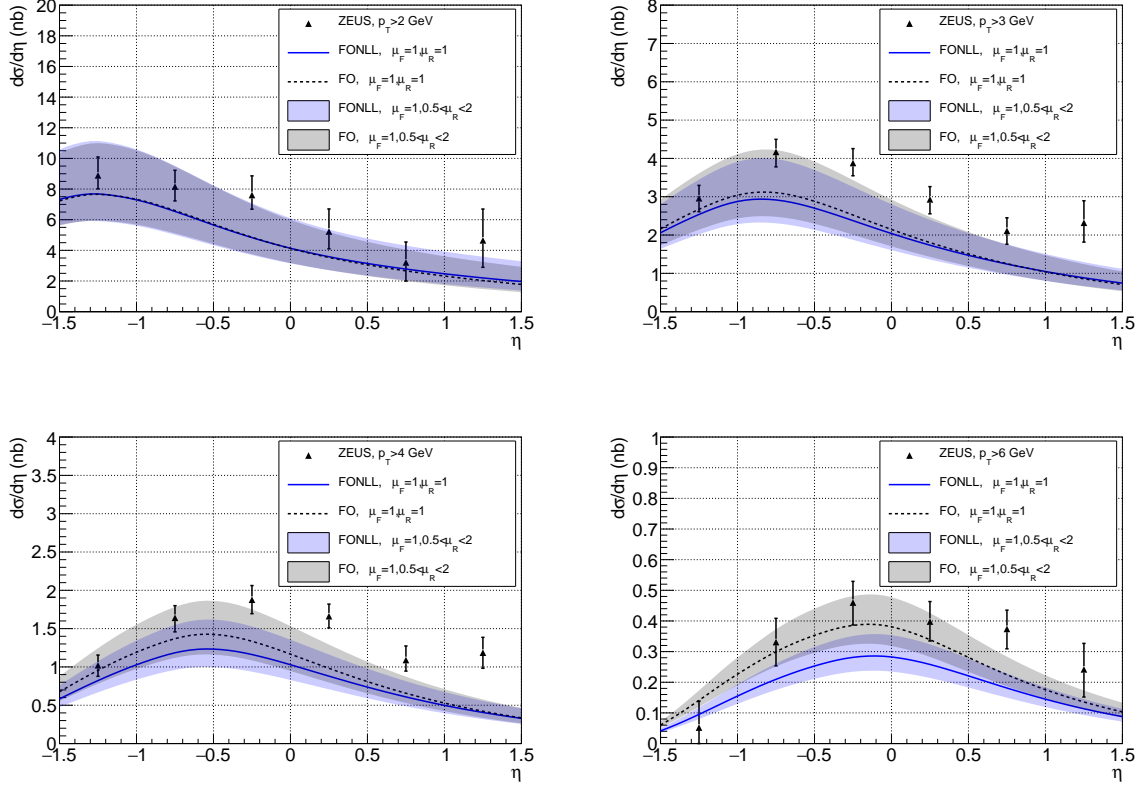 dσ/dη (nb)
20
18
16
14
12
10
8
6
4
2
0
−1.5 −1 −0.5 0 0.5 1 1.5
η
ZEUS, p_T>2 GeV
FONLL, μ_F=1,μ_R=1
FO, μ_F=1,μ_R=1
FONLL, μ_F=1,0.5<μ_R<2
FO, μ_F=1,0.5<μ_R<2
dσ/dη (nb)
8
7
6
5
4
3
2
1
0
−1.5 −1 −0.5 0 0.5 1 1.5
η
ZEUS, p_T>3 GeV
FONLL, μ_F=1,μ_R=1
FO, μ_F=1,μ_R=1
FONLL, μ_F=1,0.5<μ_R<2
FO, μ_F=1,0.5<μ_R<2
dσ/dη (nb)
4
3.5
3
2.5
2
1.5
1
0.5
0
−1.5 −1 −0.5 0 0.5 1 1.5
η
ZEUS, p_T>4 GeV
FONLL, μ_F=1,μ_R=1
FO, μ_F=1,μ_R=1
FONLL, μ_F=1,0.5<μ_R<2
FO, μ_F=1,0.5<μ_R<2
dσ/dη (nb)
1
0.9
0.8
0.7
0.6
0.5
0.4
0.3
0.2
0.1
0
−1.5 −1 −0.5 0 0.5 1 1.5
η
ZEUS, p_T>6 GeV
FONLL, μ_F=1,μ_R=1
FO, μ_F=1,μ_R=1
FONLL, μ_F=1,0.5<μ_R<2
FO, μ_F=1,0.5<μ_R<2